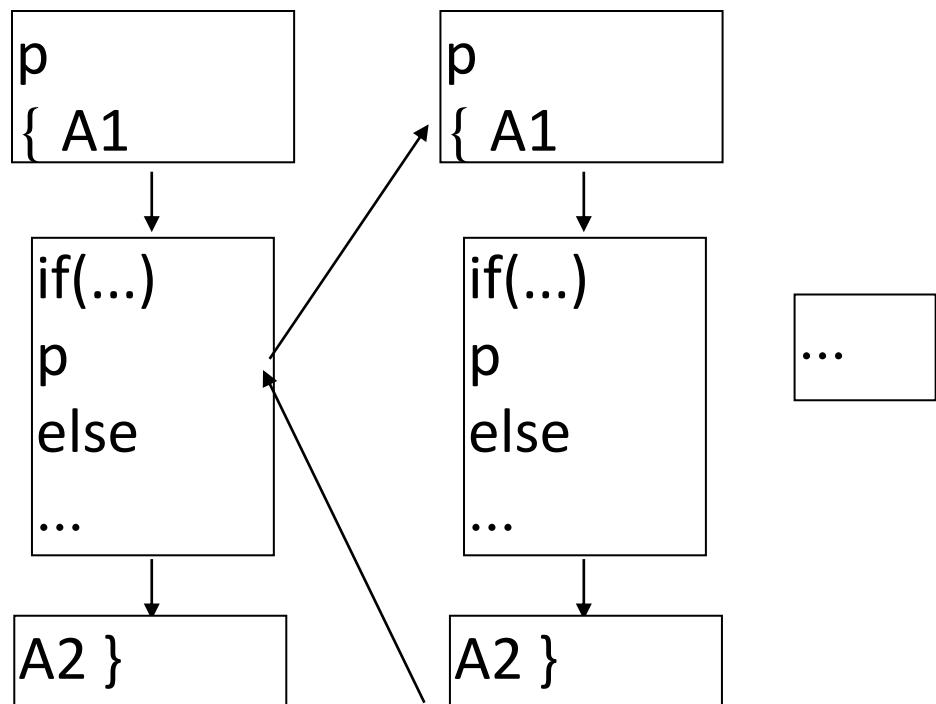 p
{ A1
if(...)
p
else
...
A2 }
p
{ A1
if(...)
p
else
...
A2 }
...